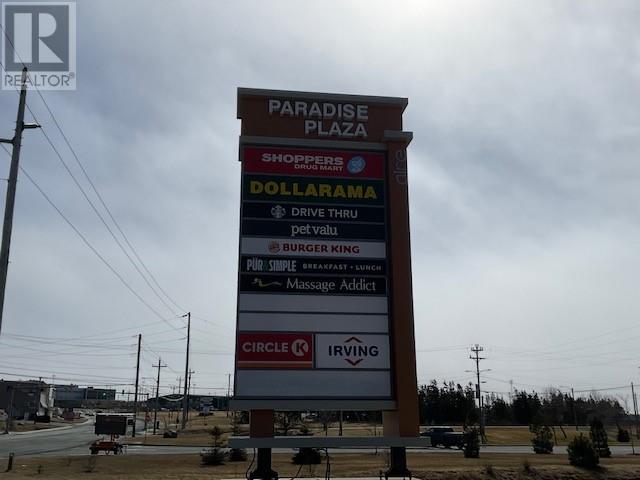 REALTOR®
PARADISE
PLAZA
SHOPPERS
DRUG MART
DOLLARAMA
DRIVE THRU
petvalu
BURGER KING
PÜR & SIMPLE BREAKFAST • LUNCH
Massage Addict
CIRCLE K
IRVING